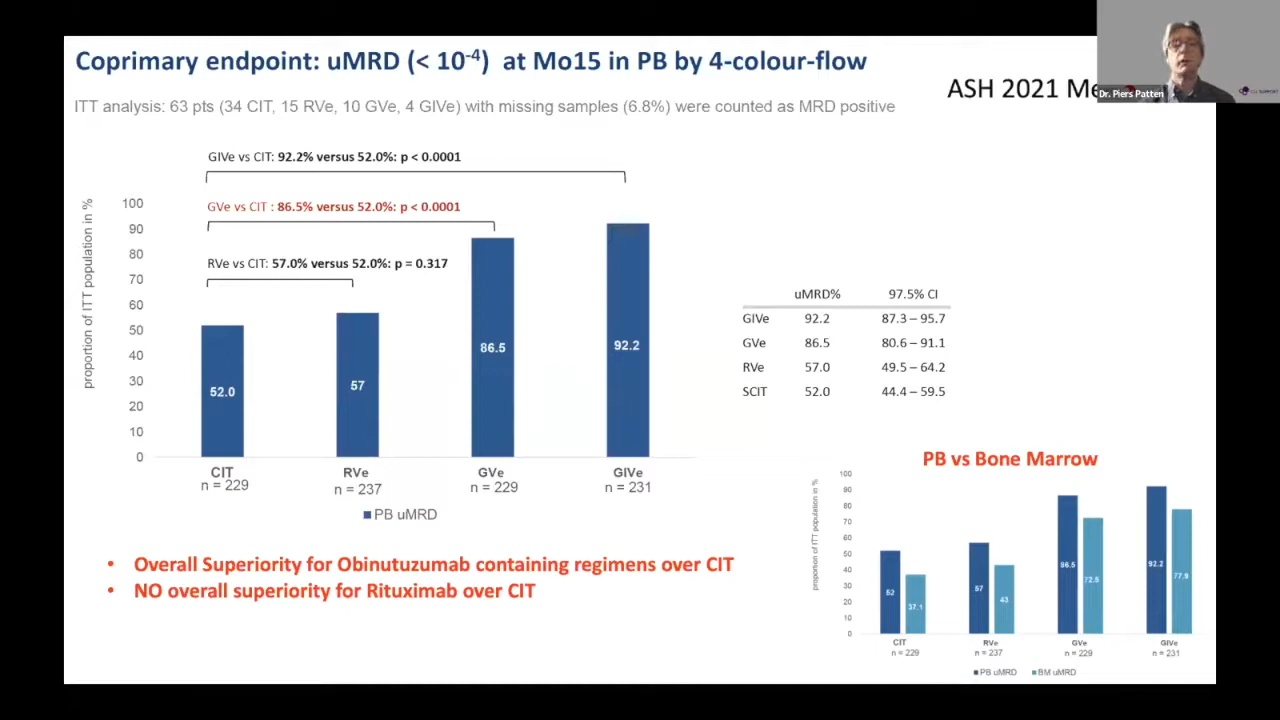 Coprimary endpoint: uMRD (< 10-4) at Mo15 in PB by 4-colour-flow
ITT analysis: 63 pts (34 CIT, 15 RVe, 10 GVe, 4 GIVe) with missing samples (6.8%) were counted as MRD positive
ASH 2021
Dr. Piers Patten
GIVe vs CIT: 92.2% versus 52.0%: p < 0.0001
GVe vs CIT : 86.5% versus 52.0%: p < 0.0001
RVe vs CIT: 57.0% versus 52.0%: p = 0.317
proportion of ITT population in %
100
90
80
70
60
50
40
30
20
10
0
52.0
57
86.5
92.2
CIT
n = 229
RVe
n = 237
GVe
n = 229
GIVe
n = 231
PB uMRD
uMRD% 97.5% CI
GIVe 92.2 87.3 – 95.7
GVe 86.5 80.6 – 91.1
RVe 57.0 49.5 – 64.2
SCIT 52.0 44.4 – 59.5
• Overall Superiority for Obinutuzumab containing regimens over CIT
• NO overall superiority for Rituximab over CIT
PB vs Bone Marrow
proportion of ITT population in %
100
90
80
70
60
50
40
30
20
10
0
52
37.1
57
43
86.5
72.5
92.2
77.9
CIT
n = 229
RVe
n = 237
GVe
n = 229
GIVe
n = 231
PB uMRD BM uMRD